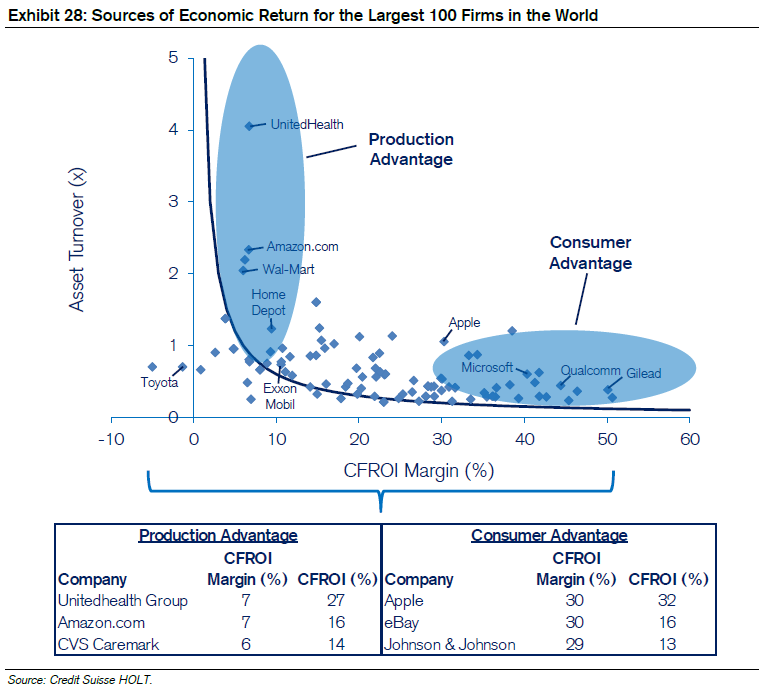 Exhibit 28: Sources of Economic Return for the Largest 100 Firms in the World
5
4
3
2
1
0
Asset Turnover (x)
UnitedHealth
Production
Advantage
Amazon.com
Wal-Mart
Home
Depot
Consumer
Advantage
Apple
Microsoft
Qualcomm
Gilead
Toyota
Exxon
Mobil
-10 0 10 20 30 40 50 60
CFROI Margin (%)
Production Advantage Consumer Advantage
CFROI CFROI
Company Margin (%) CFROI (%) Company Margin (%) CFROI (%)
Unitedhealth Group 7 27 Apple 30 32
Amazon.com 7 16 eBay 30 16
CVS Caremark 6 14 Johnson & Johnson 29 13
Source: Credit Suisse HOLT.